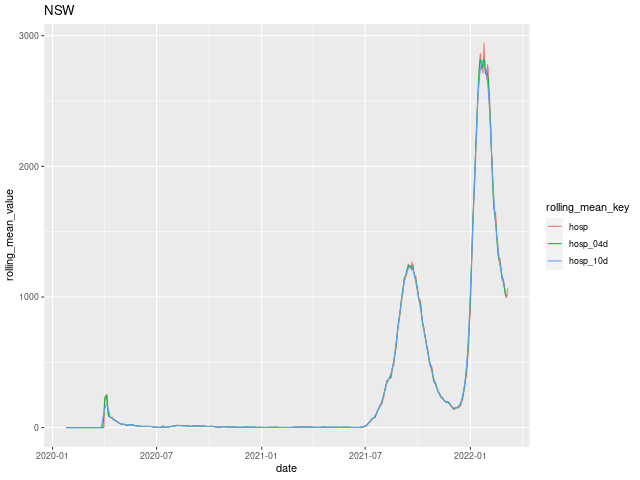 NSW
3000
2000
1000
0
rolling_mean_value
2020-01
2020-07
2021-01
2021-07
2022-01
date
rolling_mean_key
hosp
hosp_04d
hosp_10d